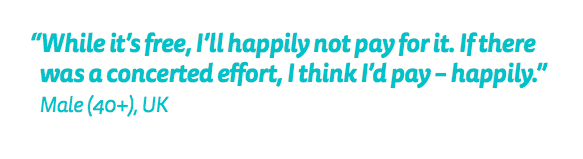 “While it’s free, I’ll happily not pay for it. If there
was a concerted effort, I think I’d pay – happily.”
Male (40+), UK